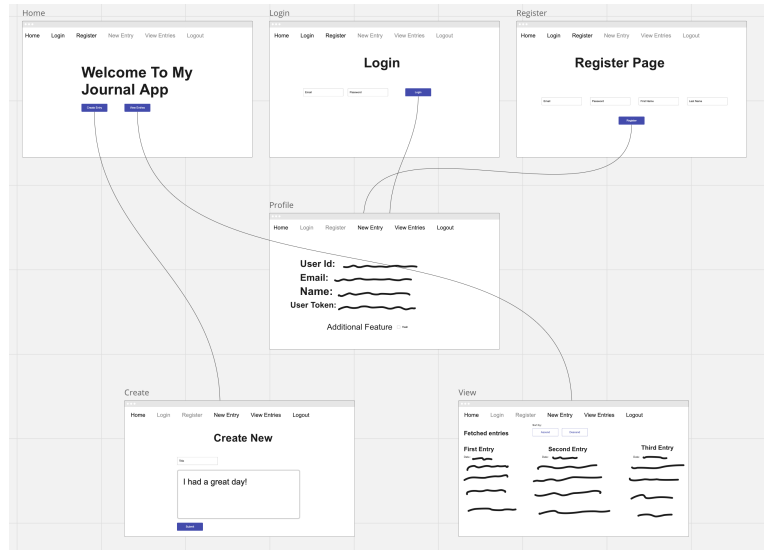 Home
Home Login Register New Entry View Entries Logout
Welcome To My
Journal App
Create Entry View Entries
Login
Home Login Register New Entry View Entries Logout
Login
Email Password Login
Register
Home Login Register New Entry View Entries Logout
Register Page
Email Password First Name Last Name
Register
Profile
Home Login Register New Entry View Entries Logout
User Id:
Email:
Name:
User Token:
Additional Feature
Create
Home Login Register New Entry View Entries Logout
Create New
Title
I had a great day!
Submit
View
Home Login Register New Entry View Entries Logout
Sort by:
Fetched entries
First Entry Second Entry Third Entry
Date: Date: Date: